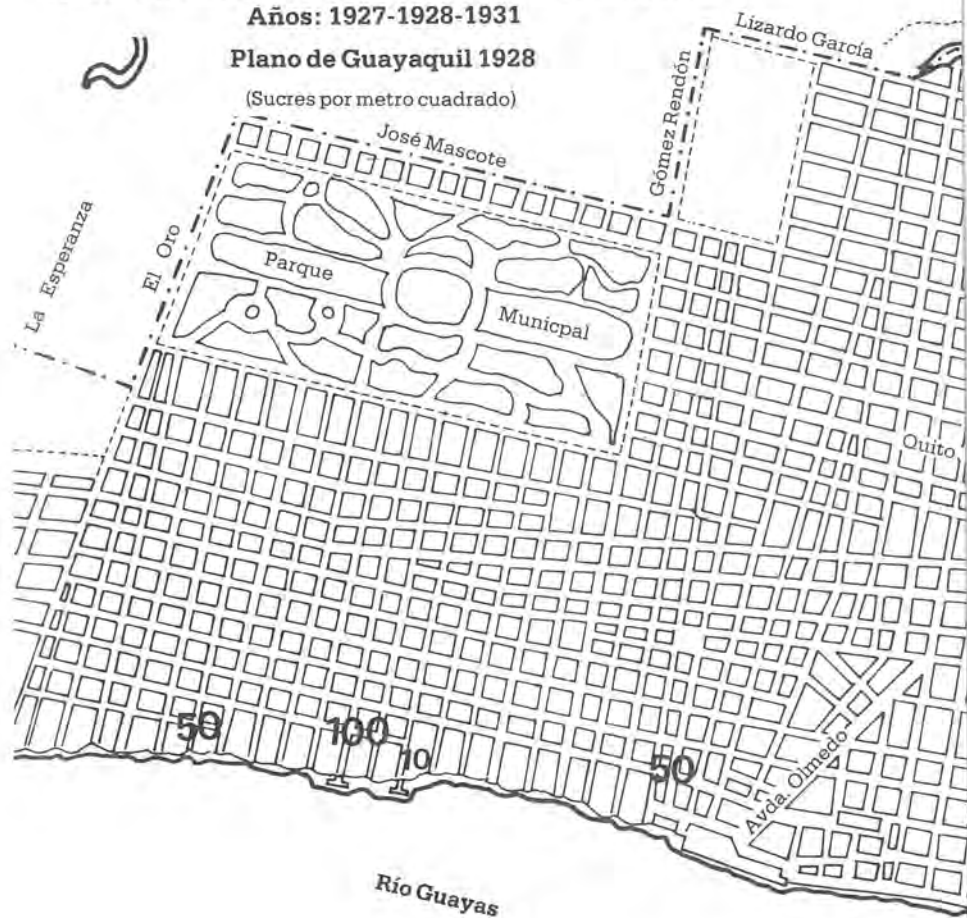 Años: 1927-1928-1931
Plano de Guayaquil 1928
(Sucres por metro cuadrado)
Lizardo García
Gómez Rendón
José Mascote
El Oro
La Esperanza
Parque
Municpal
Quito
50
100
10
50
Avda. Olmedo
Río Guayas